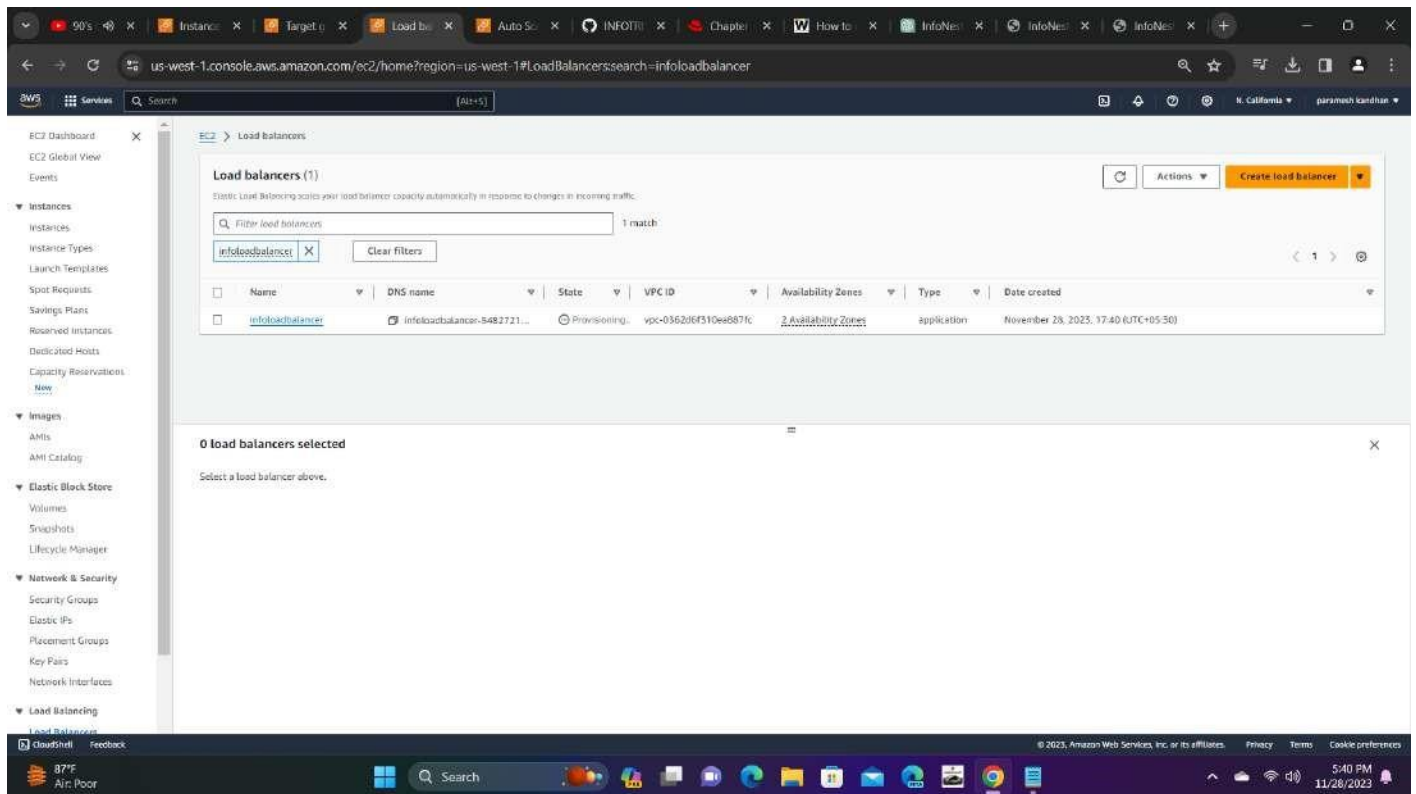 90's
Instanc
Target g
Load ba
Auto Sc
INFOTR
Chapter
How to
InfoNes
InfoNes
InfoNes
us-west-1.console.aws.amazon.com/ec2/home?region=us-west-1#LoadBalancers:search=infoloadbalancer
aws Services Search [Alt+S] N. California paramesh kandhan
EC2 Dashboard
EC2 Global View
Events
Instances
Instances
Instance Types
Launch Templates
Spot Requests
Savings Plans
Reserved Instances
Dedicated Hosts
Capacity Reservations
New
Images
AMIs
AMI Catalog
Elastic Block Store
Volumes
Snapshots
Lifecycle Manager
Network & Security
Security Groups
Elastic IPs
Placement Groups
Key Pairs
Network Interfaces
Load Balancing
Load Balancers
EC2 > Load balancers
Load balancers (1)
Actions
Create load balancer
Elastic Load Balancing scales your load balancer capacity automatically in response to changes in incoming traffic.
Filter load balancers
1 match
infoloadbalancer
Clear filters
1
Name DNS name State VPC ID Availability Zones Type Date created
infoloadbalancer infoloadbalancer-5482721... Provisioning.. vpc-0362d6f310ea887fc 2 Availability Zones application November 28, 2023, 17:40 (UTC+05:30)
0 load balancers selected
Select a load balancer above.
CloudShell Feedback © 2023, Amazon Web Services, Inc. or its affiliates. Privacy Terms Cookie preferences
87°F
Air: Poor
Search
5:40 PM
11/28/2023